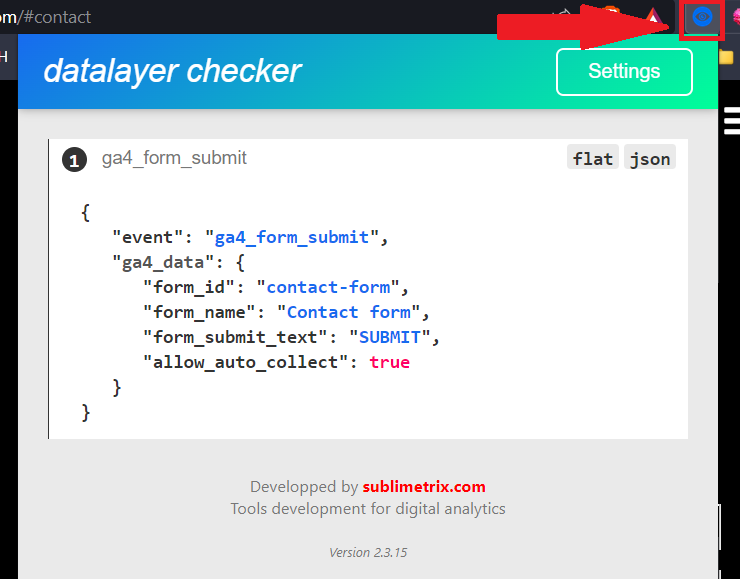 om/#contact
H
datalayer checker
Settings
1 ga4_form_submit
flat json
{
"event": "ga4_form_submit",
"ga4_data": {
"form_id": "contact-form",
"form_name": "Contact form",
"form_submit_text": "SUBMIT",
"allow_auto_collect": true
}
}
Developped by sublimetrix.com
Tools development for digital analytics
Version 2.3.15